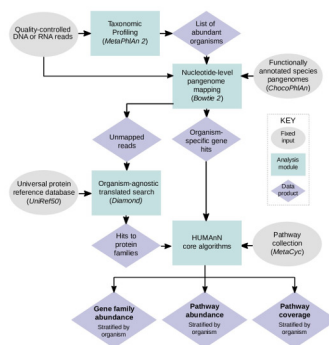 Quality-controlled
DNA or RNA reads
Taxonomic
Profiling
(MetaPhlAn 2)
List of
abundant
organisms
Nucleotide-level
pangenome
mapping
(Bowtie 2)
Functionally
annotated species
pangenomes
(ChocoPhlAn)
Unmapped
reads
Organism-
specific gene
hits
KEY
Fixed
input
Analysis
module
Data
product
Universal protein
reference database
(UniRef50)
Organism-agnostic
translated search
(Diamond)
Hits to
protein
families
HUMAnN
core algorithms
Pathway
collection
(MetaCyc)
Gene family
abundance
Stratified by
organism
Pathway
abundance
Stratified by
organism
Pathway
coverage
Stratified by
organism